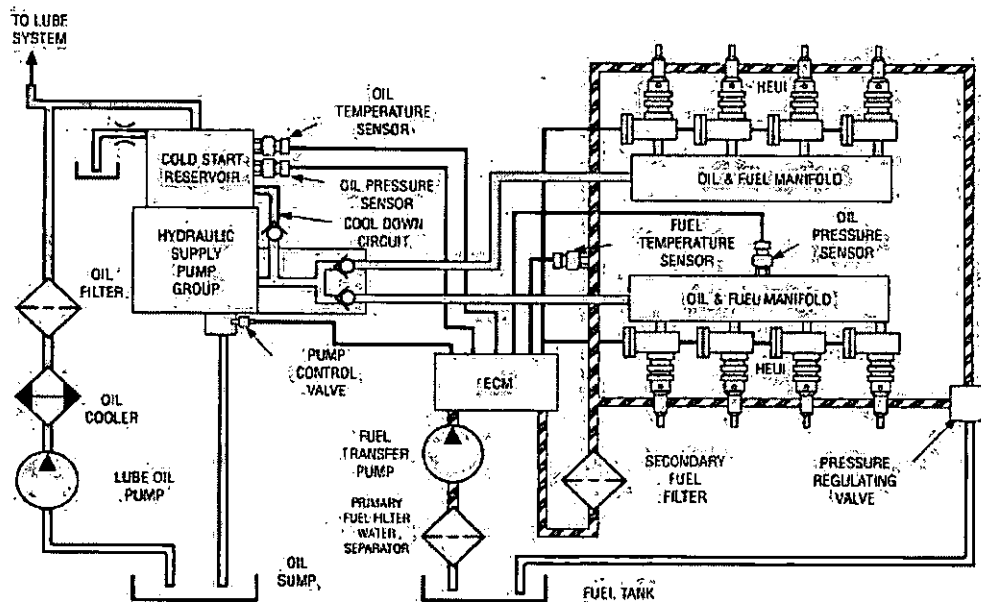 TO LUBE
SYSTEM
OIL
TEMPERATURE
SENSOR
COLD START
RESERVOIR
OIL PRESSURE
SENSOR
COOL DOWN
CIRCUIT
HYDRAULIC
SUPPLY
PUMP
GROUP
OIL
FILTER
PUMP
CONTROL
VALVE
OIL
COOLER
LUBE OIL
PUMP
OIL
SUMP
HEUI
OIL & FUEL MANIFOLD
FUEL
TEMPERATURE
SENSOR
OIL
PRESSURE
SENSOR
OIL & FUEL MANIFOLD
HEUI
ECM
FUEL
TRANSFER
PUMP
PRIMARY
FUEL FILTER
WATER
SEPARATOR
SECONDARY
FUEL
FILTER
PRESSURE
REGULATING
VALVE
FUEL TANK